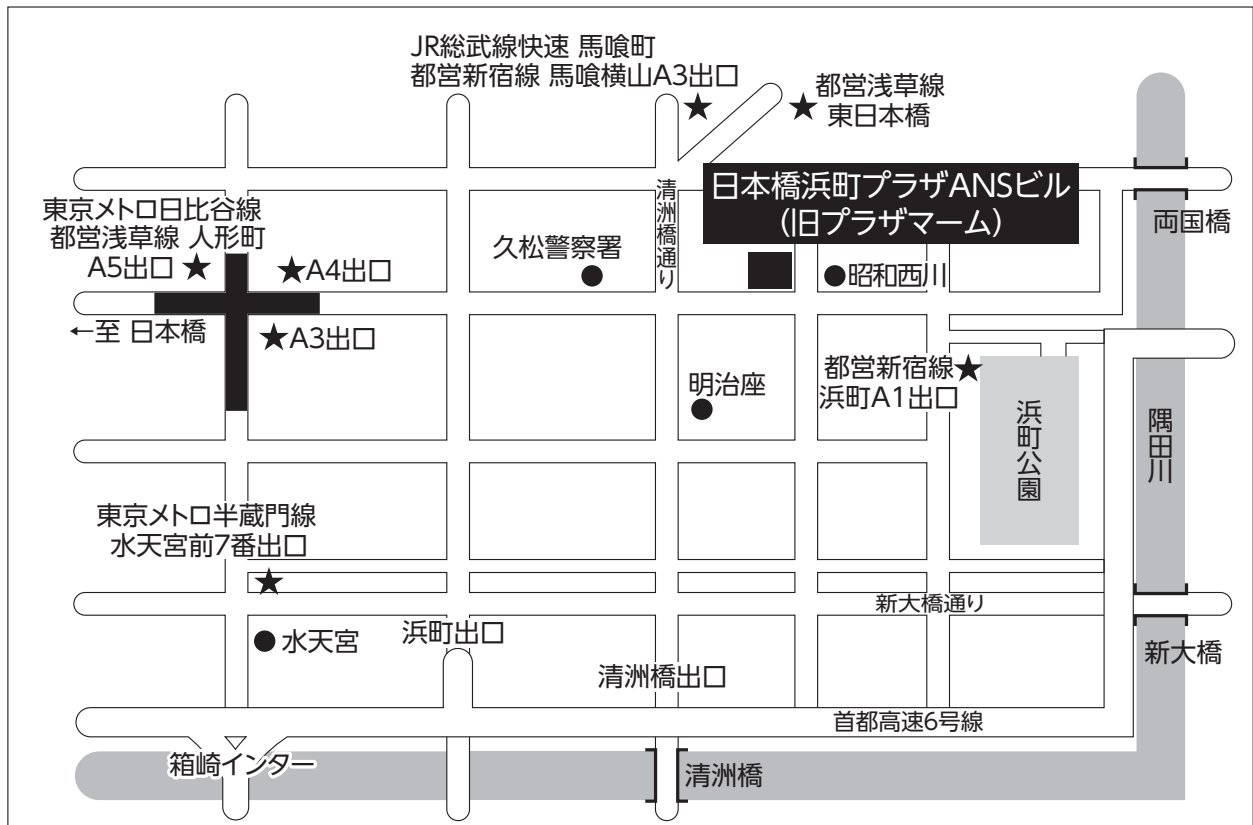 JR総武線快速 馬喰町
都営新宿線 馬喰横山A3出口
都営浅草線
東日本橋
日本橋浜町プラザANSビル
(旧プラザマーム)
清洲橋通り
両国橋
東京メトロ日比谷線
都営浅草線 人形町
A5出口
A4出口
久松警察署
昭和西川
←至 日本橋
A3出口
明治座
都営新宿線
浜町A1出口
浜町公園
隅田川
東京メトロ半蔵門線
水天宮前7番出口
新大橋通り
水天宮
浜町出口
清洲橋出口
新大橋
首都高速6号線
箱崎インター
清洲橋